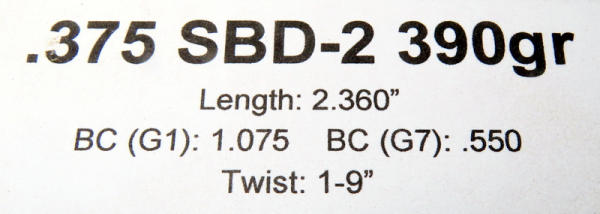 .375 SBD-2 390gr
Length: 2.360”
BC (G1): 1.075 BC (G7): .550
Twist: 1-9”